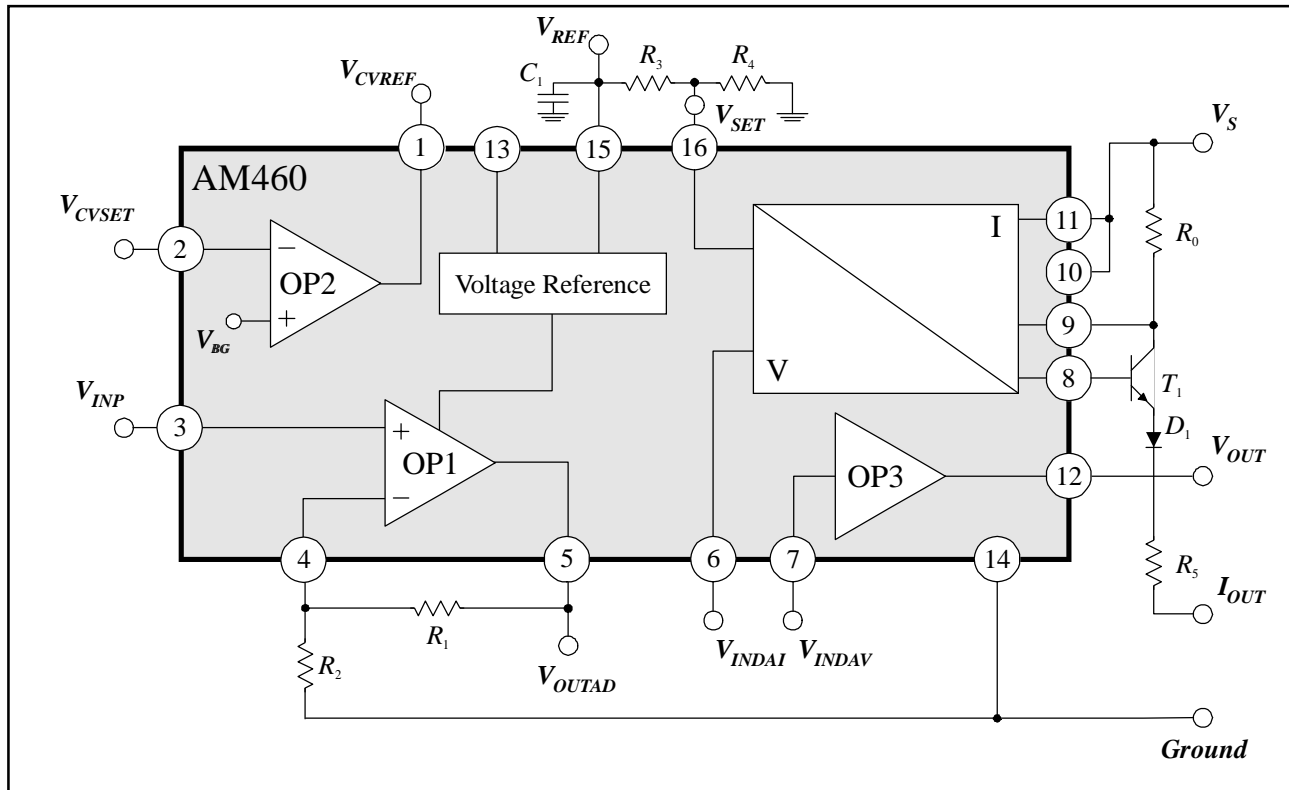 V_REF
R_3 R_4
V_CVREF C_1
V_SET V_S
1 13 15 16
AM460
V_CVSET I 11
2 − R_0
OP2 10
Voltage Reference
+ 9
V_BG
V 8 T_1
V_INP
3 + D_1
OP1 OP3 12 V_OUT
−
4 5 6 7 14 R_5
I_OUT
R_1
V_INDAI V_INDAV
R_2 V_OUTAD
Ground